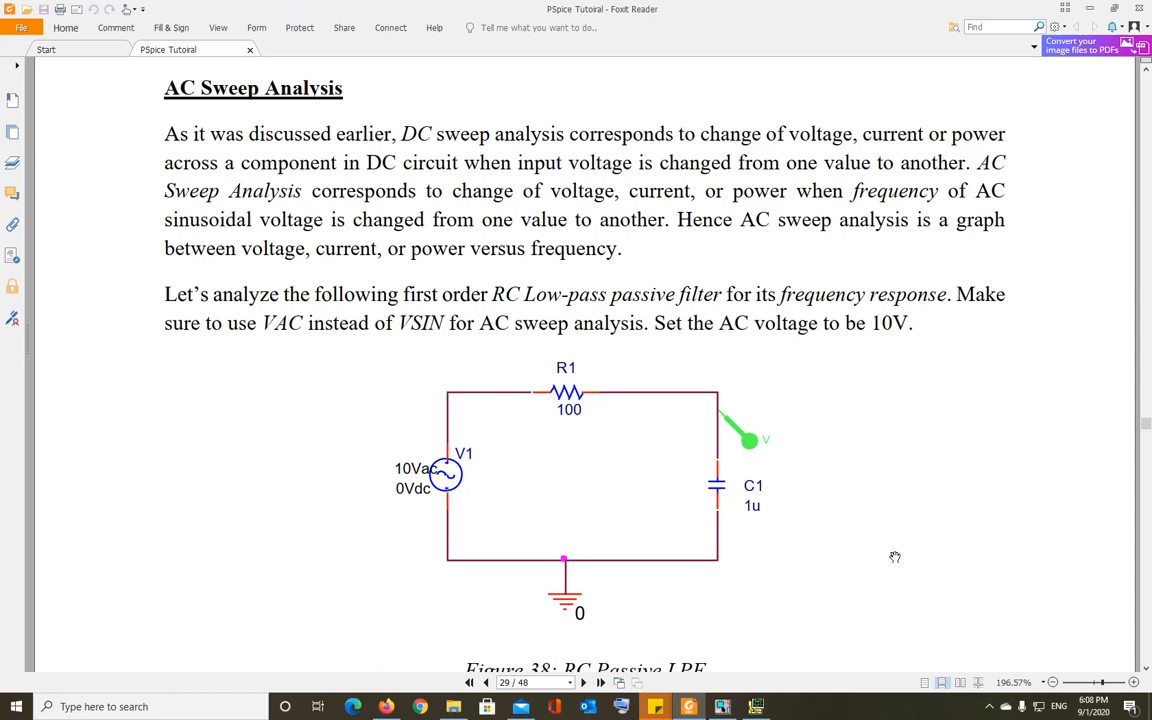 PSpice Tutoiral - Foxit Reader
File Home Comment Fill & Sign View Form Protect Share Connect Help Tell me what you want to do.. Find
Start PSpice Tutorial
Convert your
image files to PDFs
AC Sweep Analysis
As it was discussed earlier, DC sweep analysis corresponds to change of voltage, current or power
across a component in DC circuit when input voltage is changed from one value to another. AC
Sweep Analysis corresponds to change of voltage, current, or power when frequency of AC
sinusoidal voltage is changed from one value to another. Hence AC sweep analysis is a graph
between voltage, current, or power versus frequency.
Let's analyze the following first order RC Low-pass passive filter for its frequency response. Make
sure to use VAC instead of VSIN for AC sweep analysis. Set the AC voltage to be 10V.
R1
100
V
V1
10Vac
0Vdc
C1
1u
0
Figure 38: RC Passive LPF
29 / 48 196.57%
Type here to search
ENG
6:08 PM
9/1/2020